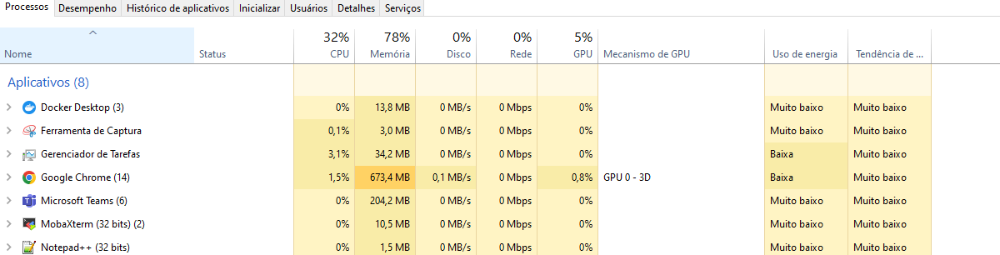 Processos Desempenho Histórico de aplicativos Inicializar Usuários Detalhes Serviços
32% 78% 0% 0% 5%
Nome Status CPU Memória Disco Rede GPU Mecanismo de GPU Uso de energia Tendência de ...
Aplicativos (8)
Docker Desktop (3) 0% 13,8 MB 0 MB/s 0 Mbps 0% Muito baixo Muito baixo
Ferramenta de Captura 0,1% 3,0 MB 0 MB/s 0 Mbps 0% Muito baixo Muito baixo
Gerenciador de Tarefas 3,1% 34,2 MB 0 MB/s 0 Mbps 0% Baixa Muito baixo
Google Chrome (14) 1,5% 673,4 MB 0,1 MB/s 0 Mbps 0,8% GPU 0 - 3D Baixa Muito baixo
Microsoft Teams (6) 0% 204,2 MB 0 MB/s 0 Mbps 0% Muito baixo Muito baixo
MobaXterm (32 bits) (2) 0% 10,5 MB 0 MB/s 0 Mbps 0% Muito baixo Muito baixo
Notepad++ (32 bits) 0% 1,5 MB 0 MB/s 0 Mbps 0% Muito baixo Muito baixo